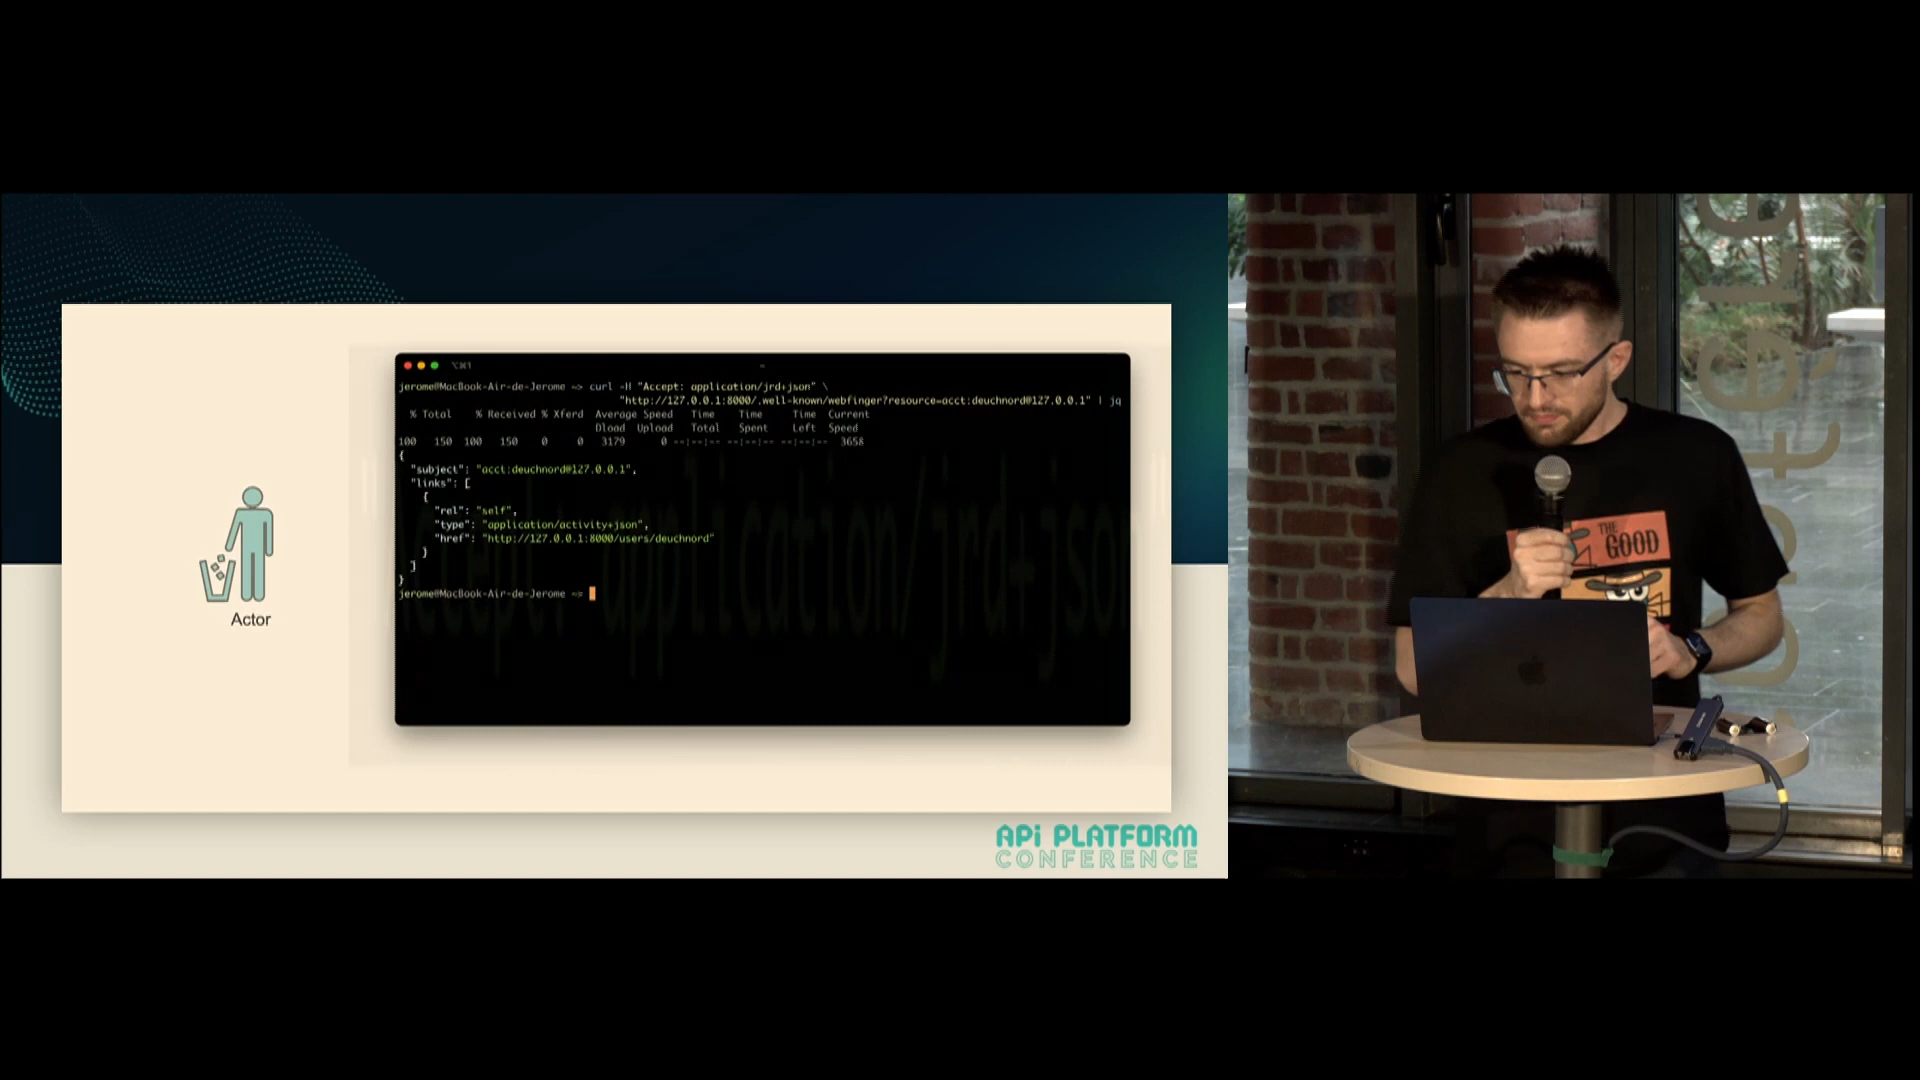 ⌥⌘1
jerome@MacBook-Air-de-Jerome ~> curl -H "Accept: application/jrd+json" \
"http://127.0.0.1:8000/.well-known/webfinger?resource=acct:deuchnord@127.0.0.1" | jq
% Total % Received % Xferd Average Speed Time Time Time Current
Dload Upload Total Spent Left Speed
100 150 100 150 0 0 3179 0 --:--:-- --:--:-- --:--:-- 3658
{
"subject": "acct:deuchnord@127.0.0.1",
"links": [
{
"rel": "self",
"type": "application/activity+json",
"href": "http://127.0.0.1:8000/users/deuchnord"
}
]
}
jerome@MacBook-Air-de-Jerome ~>
Actor
APi PLATFORM
CONFERENCE
THE
GOOD